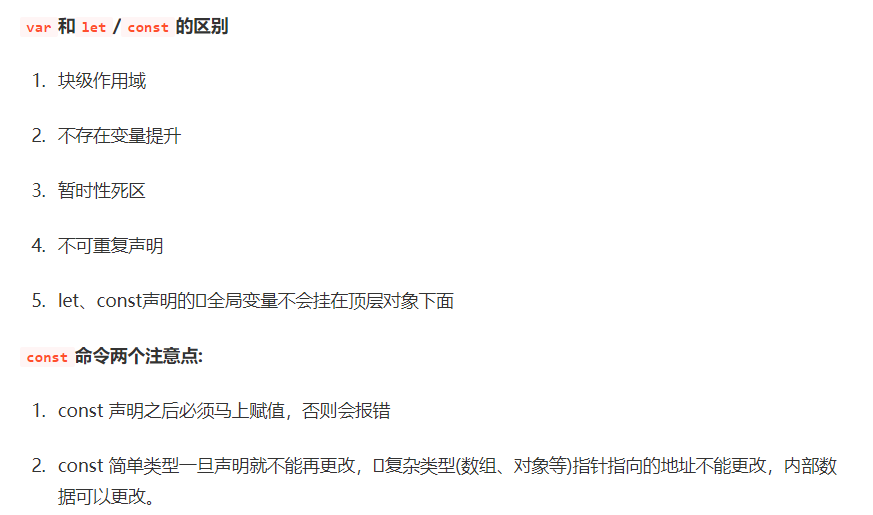 var 和 let / const 的区别
1. 块级作用域
2. 不存在变量提升
3. 暂时性死区
4. 不可重复声明
5. let、const声明的▯全局变量不会挂在顶层对象下面
const 命令两个注意点:
1. const 声明之后必须马上赋值，否则会报错
2. const 简单类型一旦声明就不能再更改，▯复杂类型(数组、对象等)指针指向的地址不能更改，内部数
据可以更改。